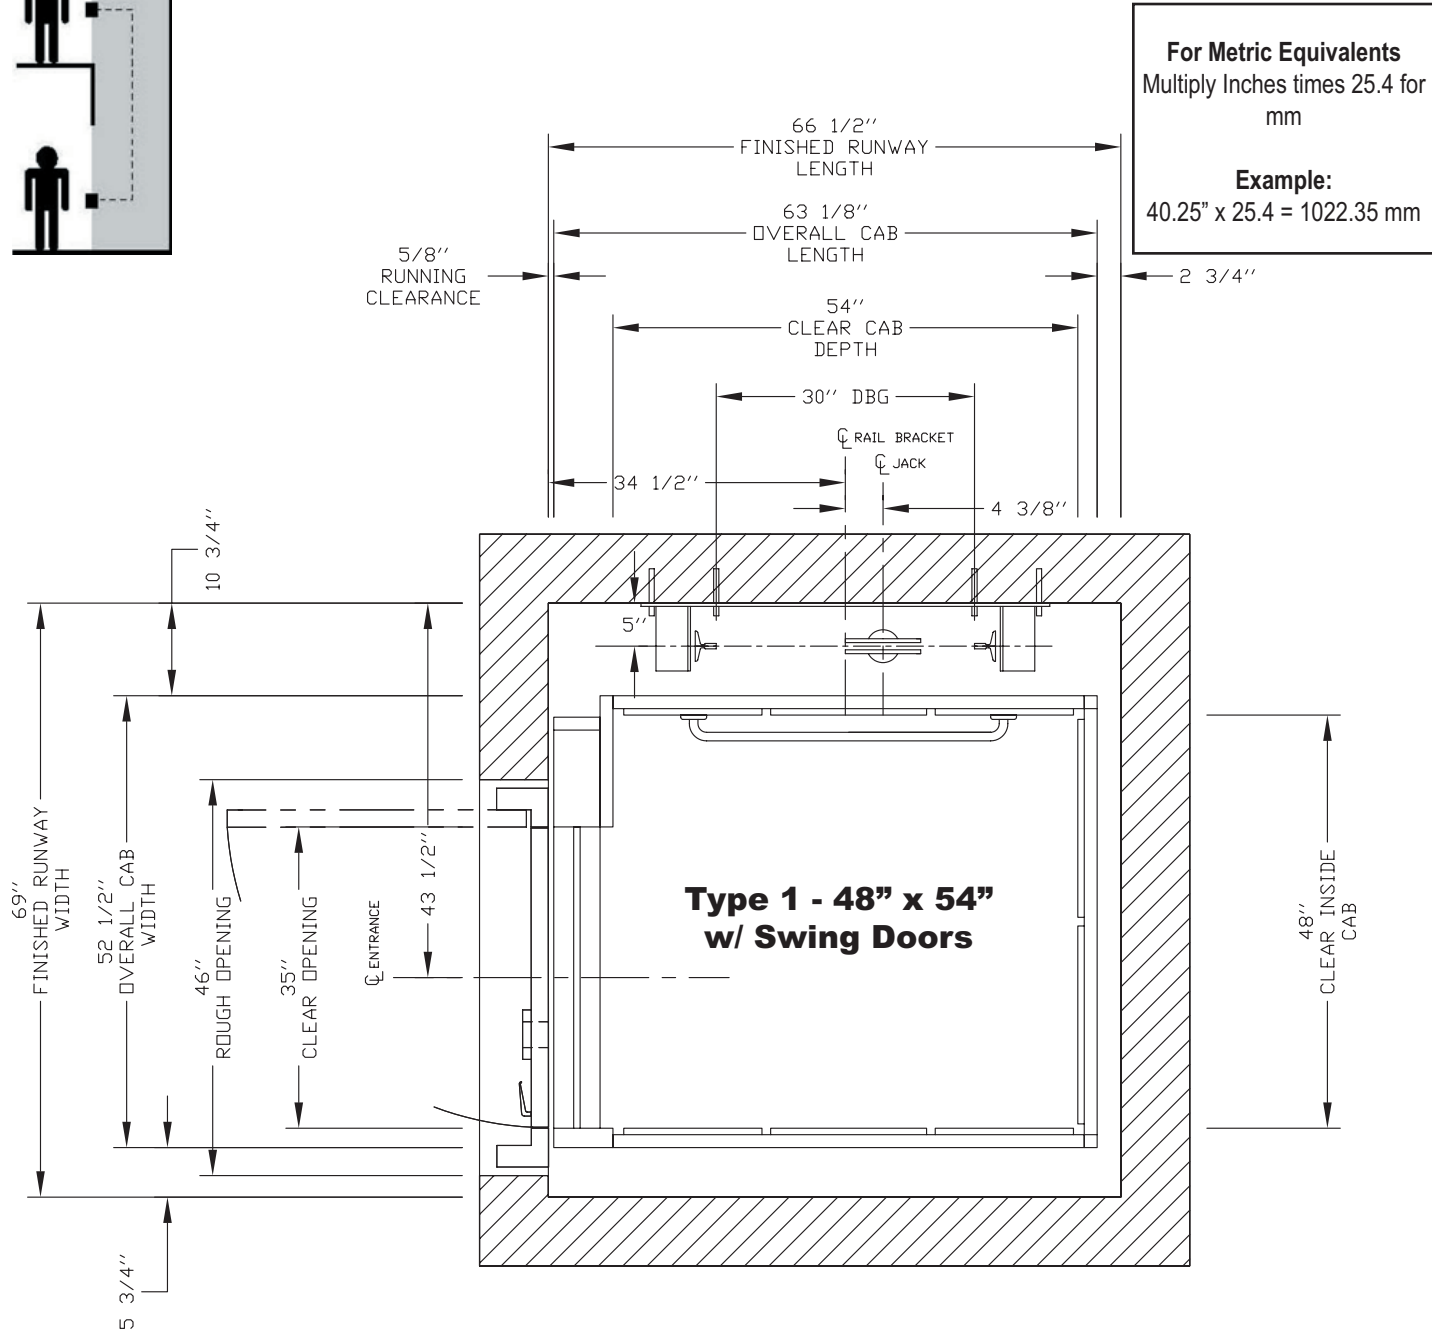 For Metric Equivalents
Multiply Inches times 25.4 for
mm
Example:
40.25” x 25.4 = 1022.35 mm
66 1/2″
FINISHED RUNWAY
LENGTH
63 1/8″
OVERALL CAB
LENGTH
5/8″
RUNNING
CLEARANCE
2 3/4″
54″
CLEAR CAB
DEPTH
30″ DBG
℄ RAIL BRACKET
℄ JACK
34 1/2″
4 3/8″
10 3/4″
5″
69″
FINISHED RUNWAY
WIDTH
52 1/2″
OVERALL CAB
WIDTH
46″
ROUGH OPENING
35″
CLEAR OPENING
℄ ENTRANCE
43 1/2″
Type 1 - 48” x 54”
w/ Swing Doors
48″
CLEAR INSIDE
CAB
5 3/4″